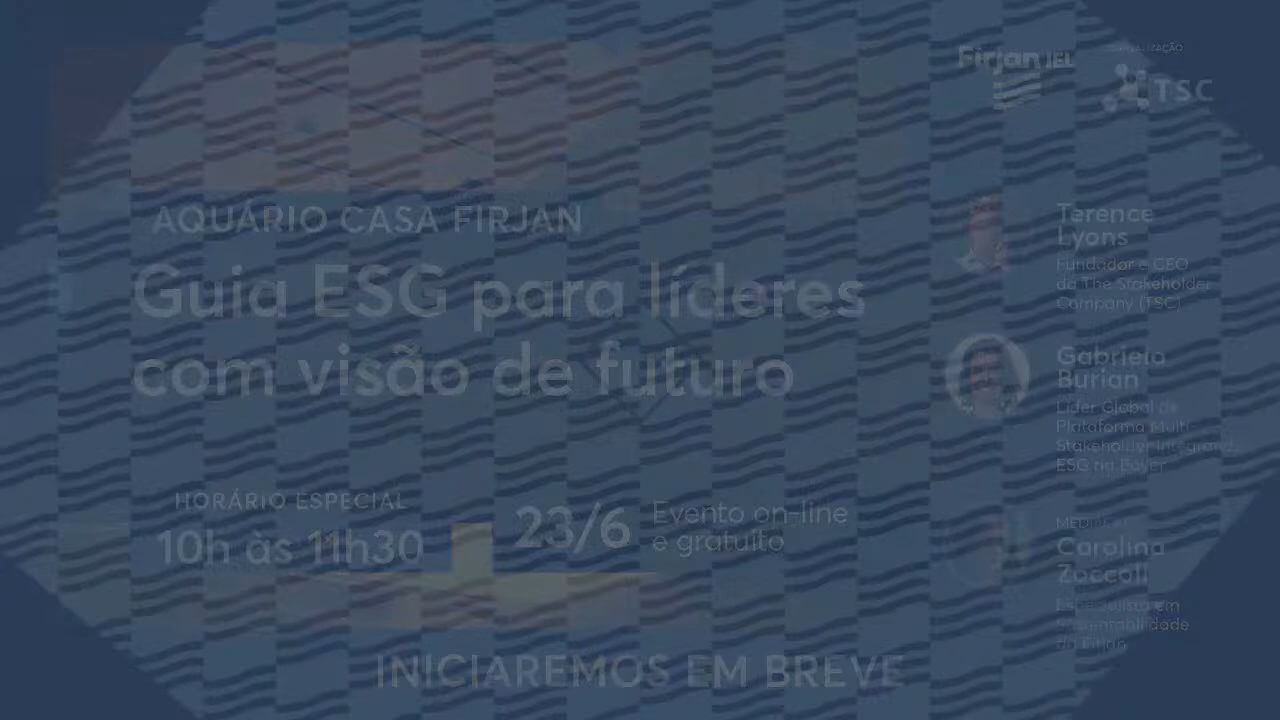 Firjan IEL
TSC
AQUÁRIO CASA FIRJAN
Guia ESG para líderes
com visão de futuro
HORÁRIO ESPECIAL
10h às 11h30
23/6
Evento on-line
e gratuito
INICIAREMOS EM BREVE
Terence
Lyons
Fundador e CEO
da The Stakeholder
Company (TSC)
Gabriela
Burian
Líder Global de
Plataforma Multi
Stakeholder Integrand
ESG na Bayer
Carolina
Zoccoli
Especialista em
Sustentabilidade
da Firjan